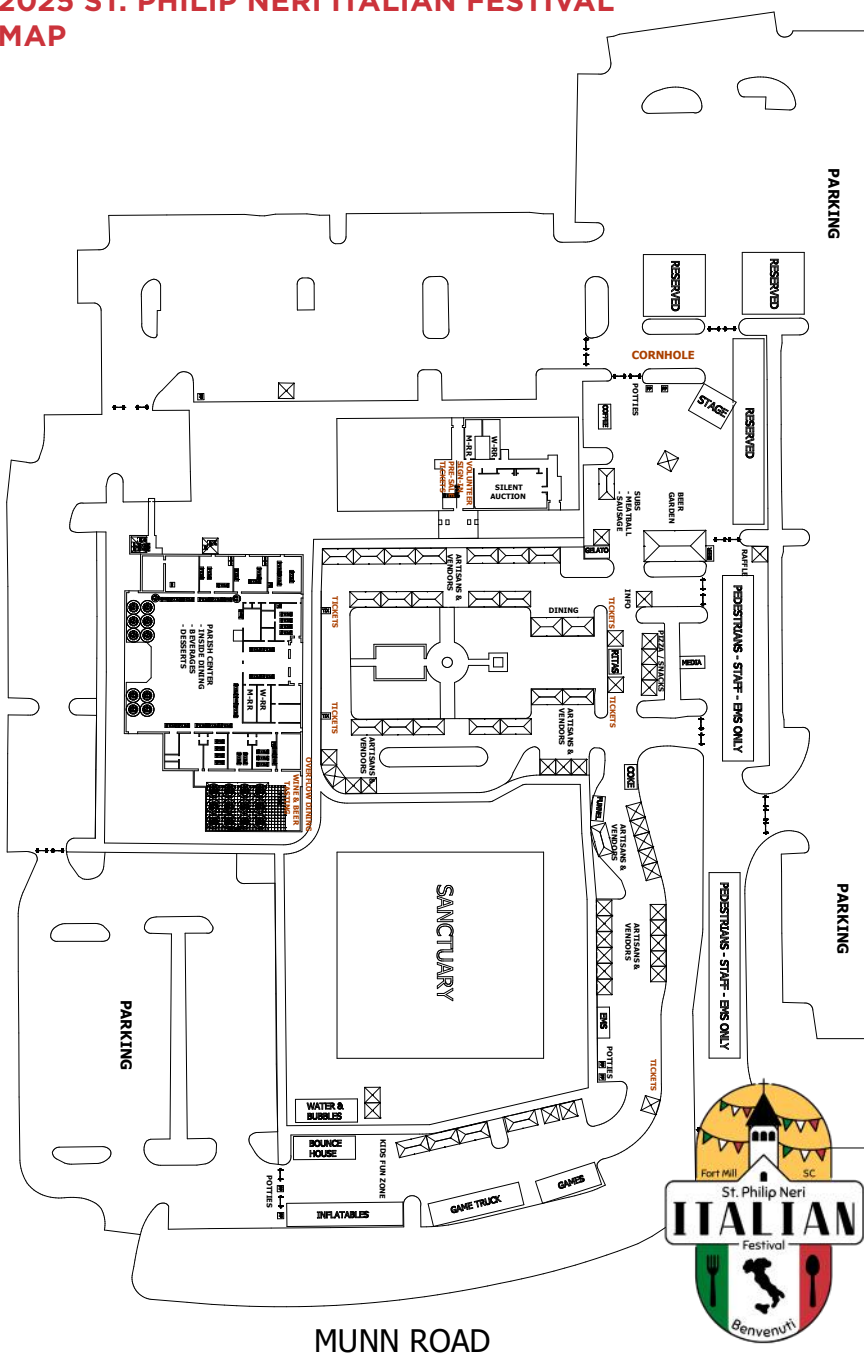 2025 ST. PHILIP NERI ITALIAN FESTIVAL
MAP
PARKING
RESERVED
RESERVED
CORNHOLE
POTTIES
STAGE
RESERVED
COFFEE
M-RR
W-RR
VOLUNTEER
SIGN-IN
TICKETS
SILENT
AUCTION
SUBS
- MEATBALL
- SAUSAGE
BEER
GARDEN
GELATO
RAFFLE
ARTISANS &
VENDORS
TICKETS
DINING
TICKETS
INFO
PIZZA / SNACKS
RITAS
MEDIA
PEDESTRIANS - STAFF - EMS ONLY
PARISH CENTER
- INSIDE DINING
- BEVERAGES
- DESSERTS
M-RR
W-RR
TICKETS
TICKETS
ARTISANS &
VENDORS
ARTISANS &
VENDORS
OVERFLOW DINING
WINE & BEER
TASTING
COKE
FUNNEL
ARTISANS &
VENDORS
SANCTUARY
ARTISANS &
VENDORS
PEDESTRIANS - STAFF - EMS ONLY
PARKING
PARKING
EMS
POTTIES
TICKETS
WATER &
BUBBLES
BOUNCE
HOUSE
KIDS FUN ZONE
POTTIES
INFLATABLES
GAME TRUCK
GAMES
Fort Mill
SC
St. Philip Neri
ITALIAN
Festival
Benvenuti
MUNN ROAD